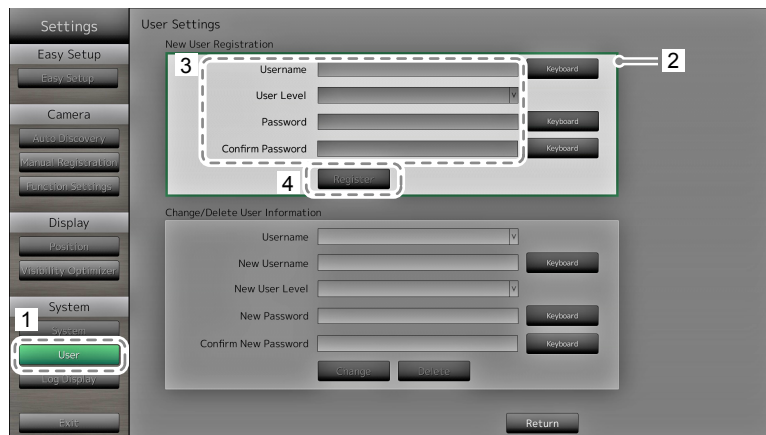 Settings
Easy Setup
Easy Setup
Camera
Auto Discovery
Manual Registration
Function Settings
Display
Position
Visibility Optimizer
System
1
System
User
Log Display
Exit
User Settings
New User Registration
2
3
Username
Keyboard
User Level
v
Password
Keyboard
Confirm Password
Keyboard
4
Register
Change/Delete User Information
Username
v
New Username
Keyboard
New User Level
v
New Password
Keyboard
Confirm New Password
Keyboard
Change
Delete
Return